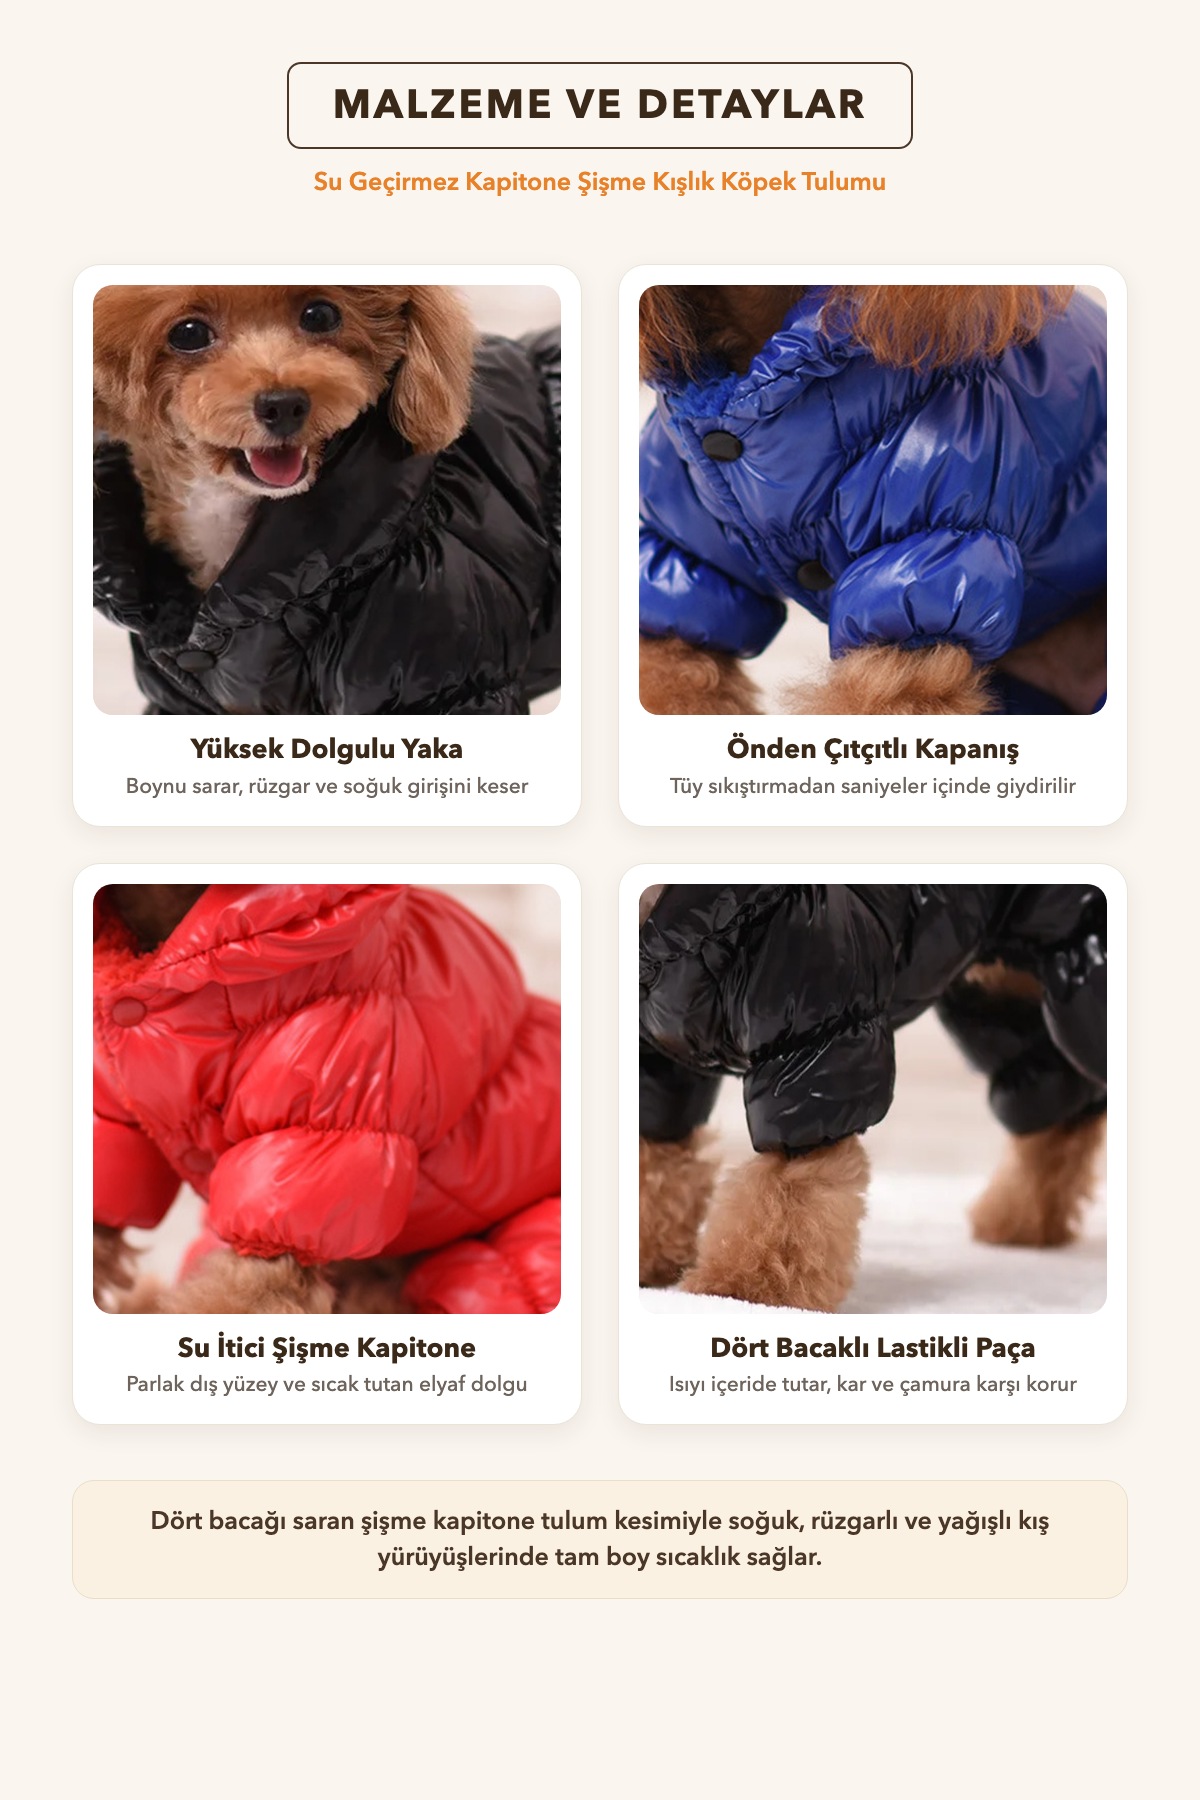 MALZEME VE DETAYLAR
Su Geçirmez Kapitone Şişme Kışlık Köpek Tulumu
Yüksek Dolgulu Yaka
Boynu sarar, rüzgar ve soğuk girişini keser
Önden Çıtçıtlı Kapanış
Tüy sıkıştırmadan saniyeler içinde giydirilir
Su İtici Şişme Kapitone
Parlak dış yüzey ve sıcak tutan elyaf dolgu
Dört Bacaklı Lastikli Paça
Isıyı içeride tutar, kar ve çamura karşı korur
Dört bacağı saran şişme kapitone tulum kesimiyle soğuk, rüzgarlı ve yağışlı kış
yürüyüşlerinde tam boy sıcaklık sağlar.